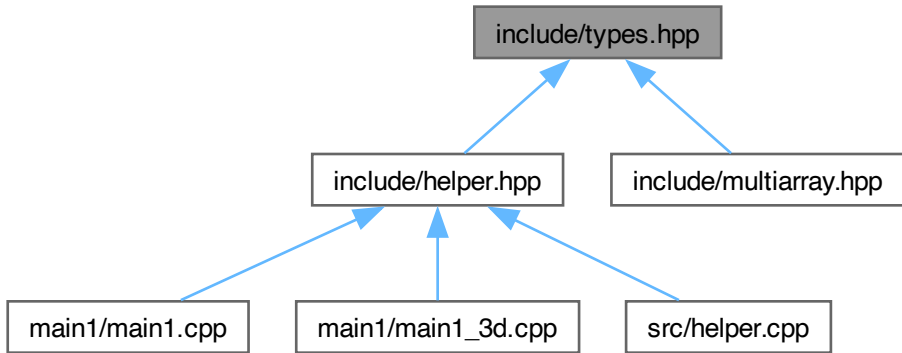 include/types.hpp
include/helper.hpp
include/multiarray.hpp
main1/main1.cpp
main1/main1_3d.cpp
src/helper.cpp